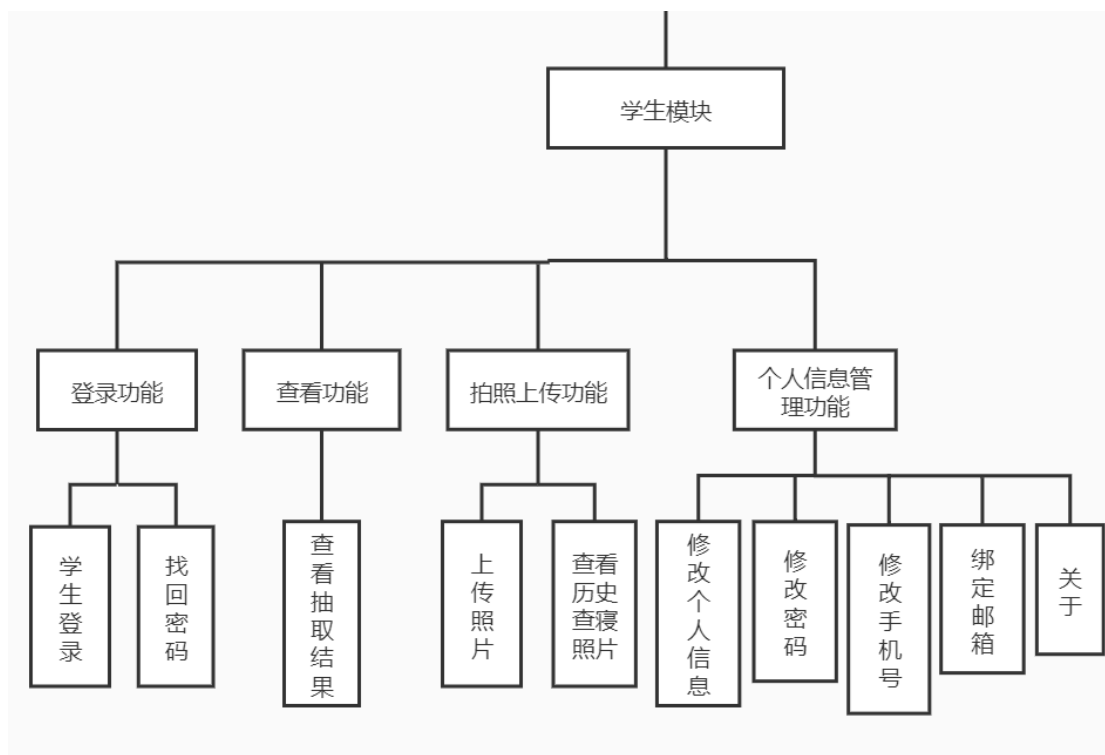 学生模块
登录功能
查看功能
拍照上传功能
个人信息管
理功能
学生登录
找回密码
查看抽取结果
上传照片
查看
历史
查寝
照片
修改个人信息
修改密码
修改手机号
绑定邮箱
关于